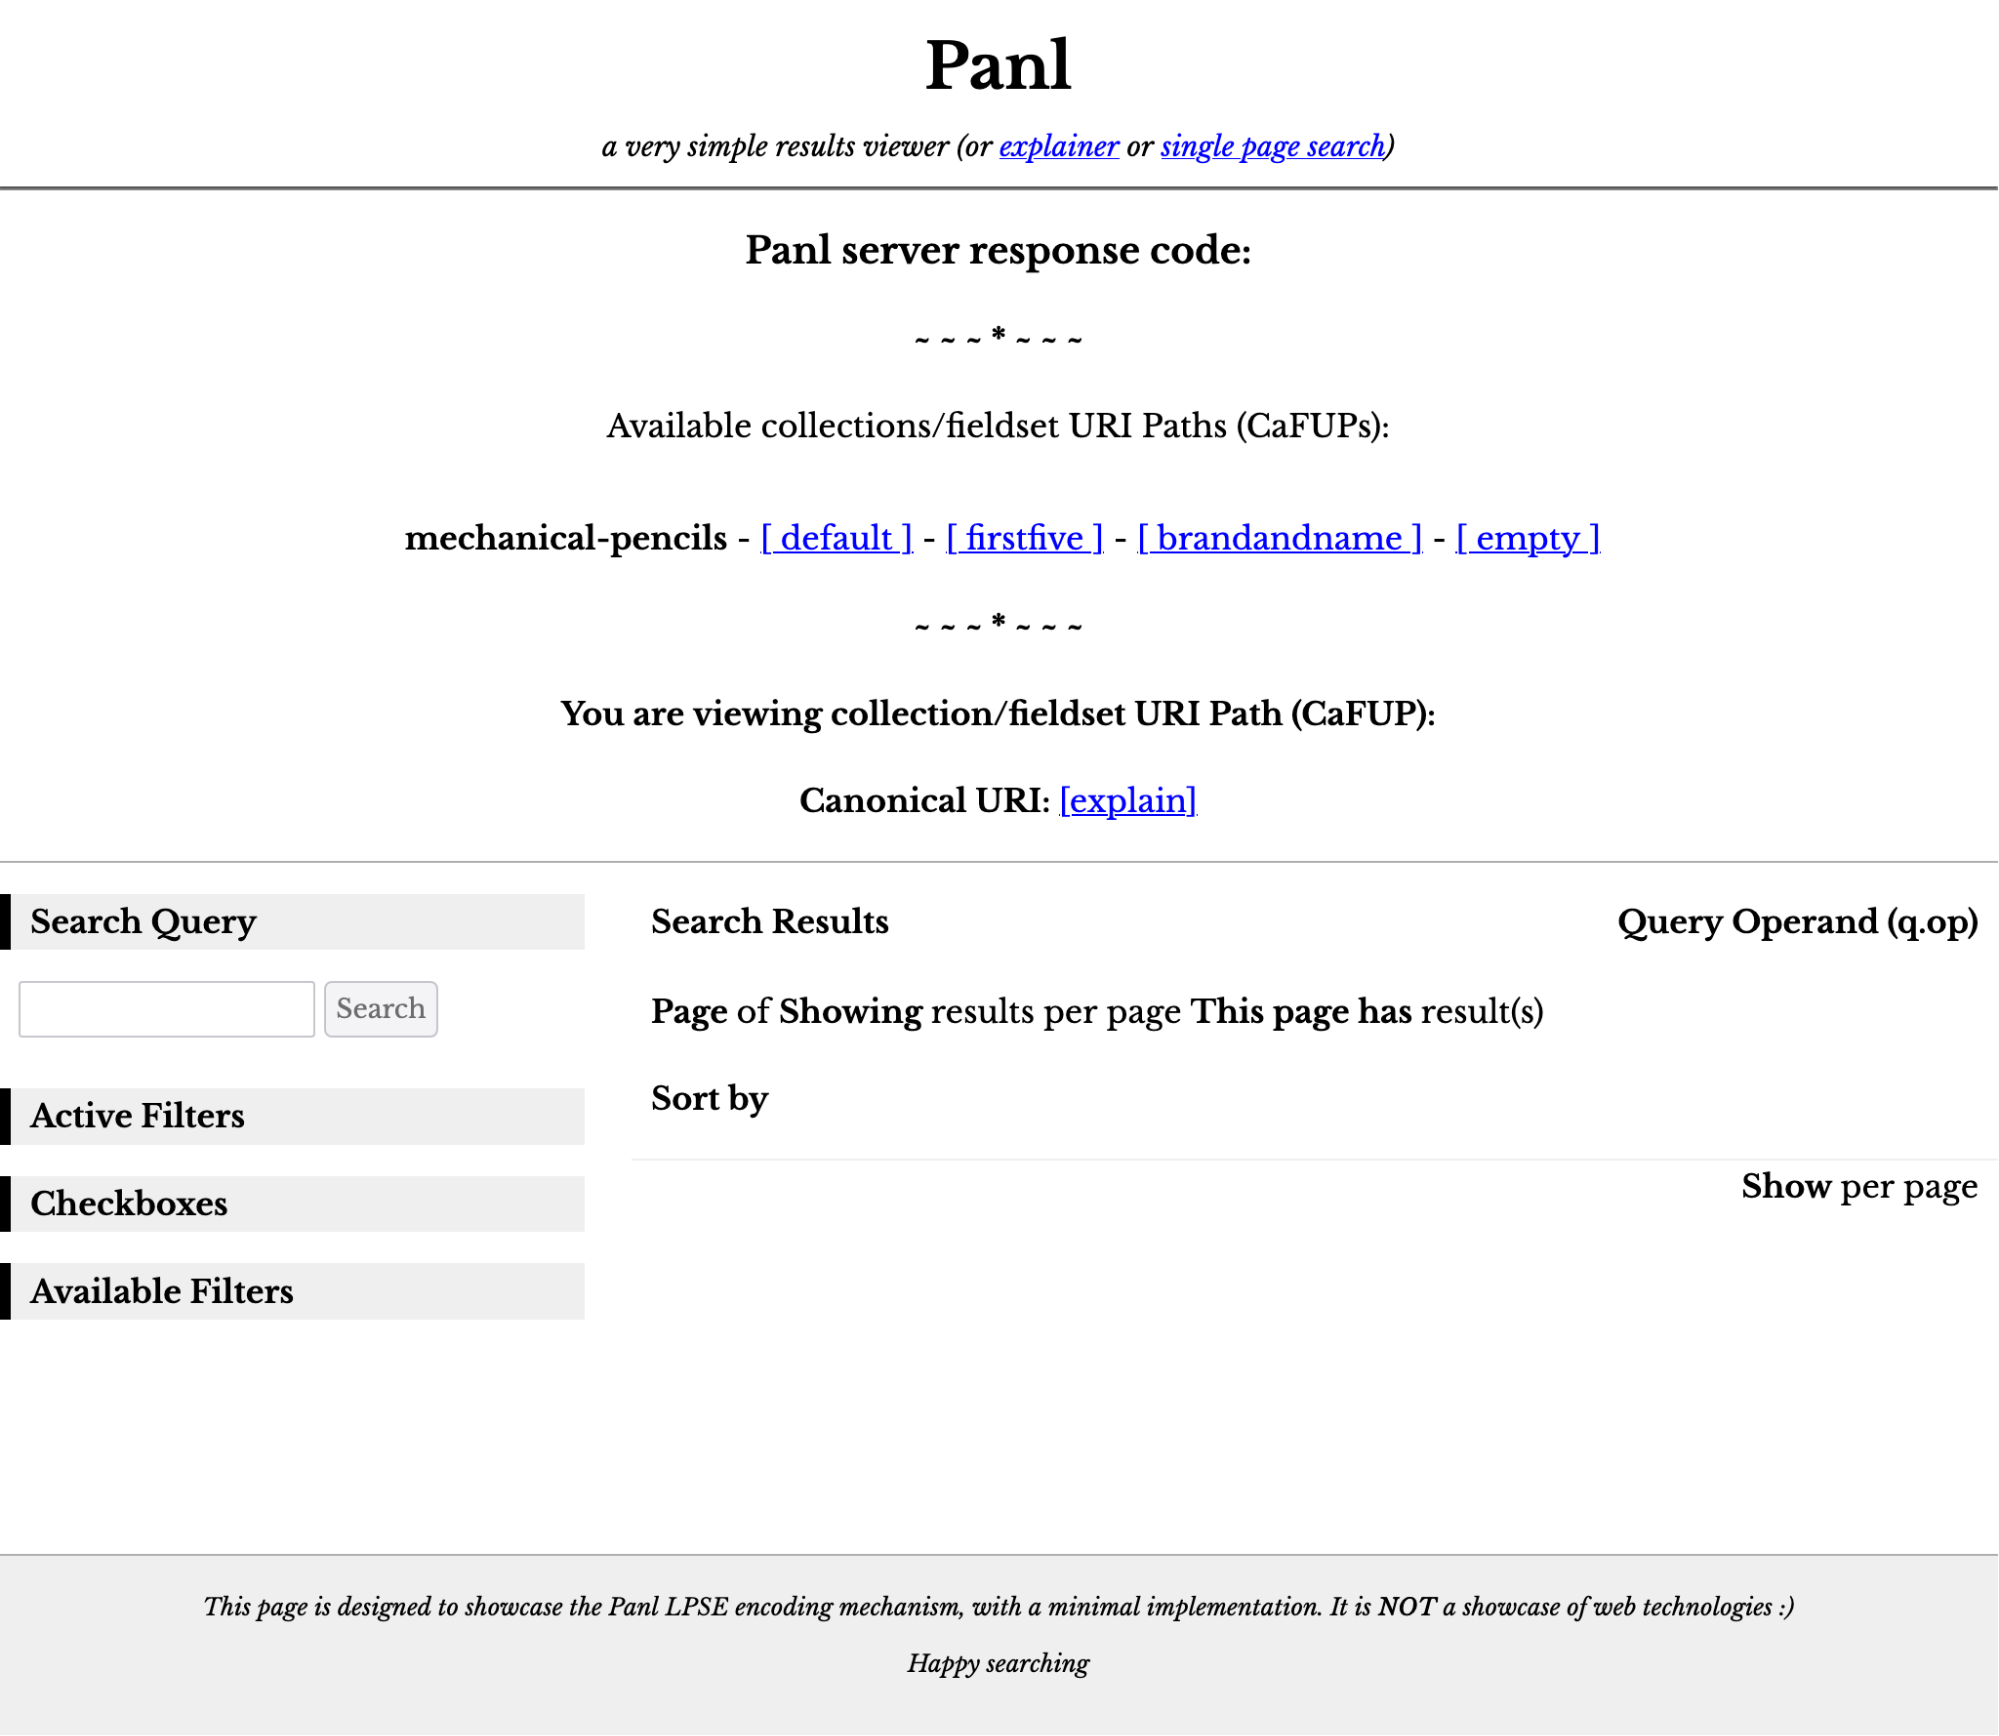 Panl
a very simple results viewer (or explainer or single page search)
Panl server response code:
~ ~ ~ * ~ ~ ~
Available collections/fieldset URI Paths (CaFUPs):
mechanical-pencils - [ default ] - [ firstfive ] - [ brandandname ] - [ empty ]
~ ~ ~ * ~ ~ ~
You are viewing collection/fieldset URI Path (CaFUP):
Canonical URI: [explain]
Search Query
Search
Active Filters
Checkboxes
Available Filters
Search Results
Query Operand (q.op)
Page of Showing results per page This page has result(s)
Sort by
Show per page
This page is designed to showcase the Panl LPSE encoding mechanism, with a minimal implementation. It is NOT a showcase of web technologies :)
Happy searching